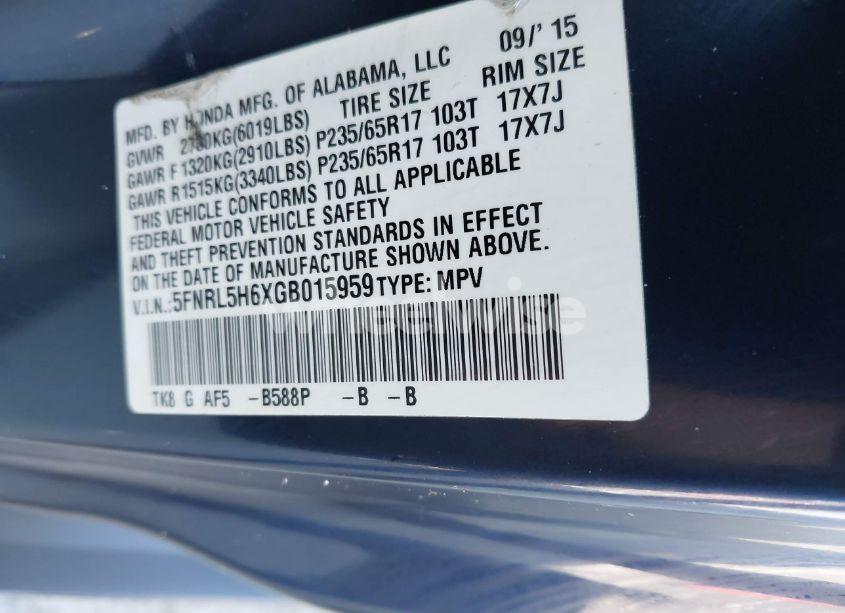 MFD. BY HONDA MFG. OF ALABAMA, LLC 09/' 15
GVWR 2730KG(6019LBS) TIRE SIZE RIM SIZE
GAWR F1320KG(2910LBS) P235/65R17 103T 17X7J
GAWR R1515KG(3340LBS) P235/65R17 103T 17X7J
THIS VEHICLE CONFORMS TO ALL APPLICABLE
FEDERAL MOTOR VEHICLE SAFETY
AND THEFT PREVENTION STANDARDS IN EFFECT
ON THE DATE OF MANUFACTURE SHOWN ABOVE.
V.I.N.:5FNRL5H6XGB015959 TYPE: MPV
Wheelwise
TK8 G AF5 -B588P -B -B